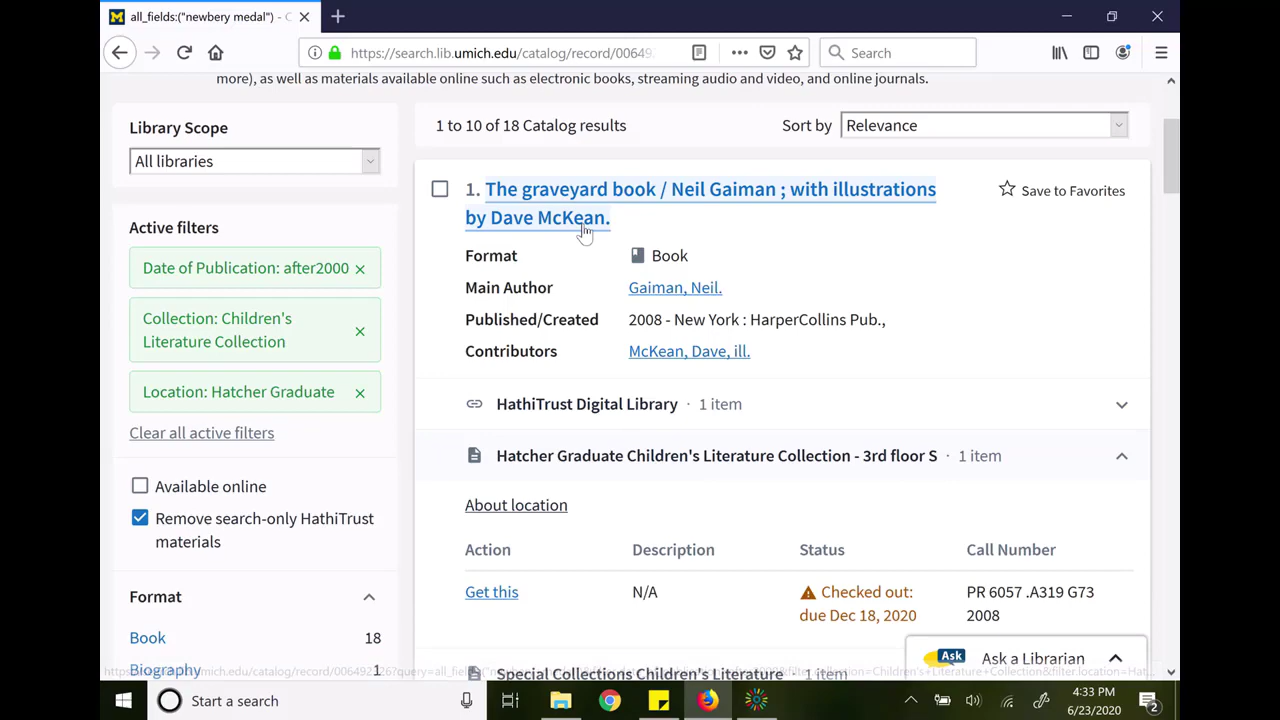 all_fields:("newbery medal") - C
https://search.lib.umich.edu/catalog/record/00649
Search
more), as well as materials available online such as electronic books, streaming audio and video, and online journals.
Library Scope
All libraries
1 to 10 of 18 Catalog results
Sort by
Relevance
Active filters
Date of Publication: after2000 ×
Collection: Children's
Literature Collection ×
Location: Hatcher Graduate ×
Clear all active filters
Available online
Remove search-only HathiTrust
materials
Format
Book 18
Biography 1
1. The graveyard book / Neil Gaiman ; with illustrations
by Dave McKean.
Save to Favorites
Format Book
Main Author Gaiman, Neil.
Published/Created 2008 - New York : HarperCollins Pub.,
Contributors McKean, Dave, ill.
HathiTrust Digital Library · 1 item
Hatcher Graduate Children's Literature Collection - 3rd floor S · 1 item
About location
Action Description Status Call Number
Get this N/A Checked out: PR 6057 .A319 G73
due Dec 18, 2020 2008
Special Collections Children's Literature · 1 item
Ask Ask a Librarian
Start search
4:33 PM
6/23/2020
2